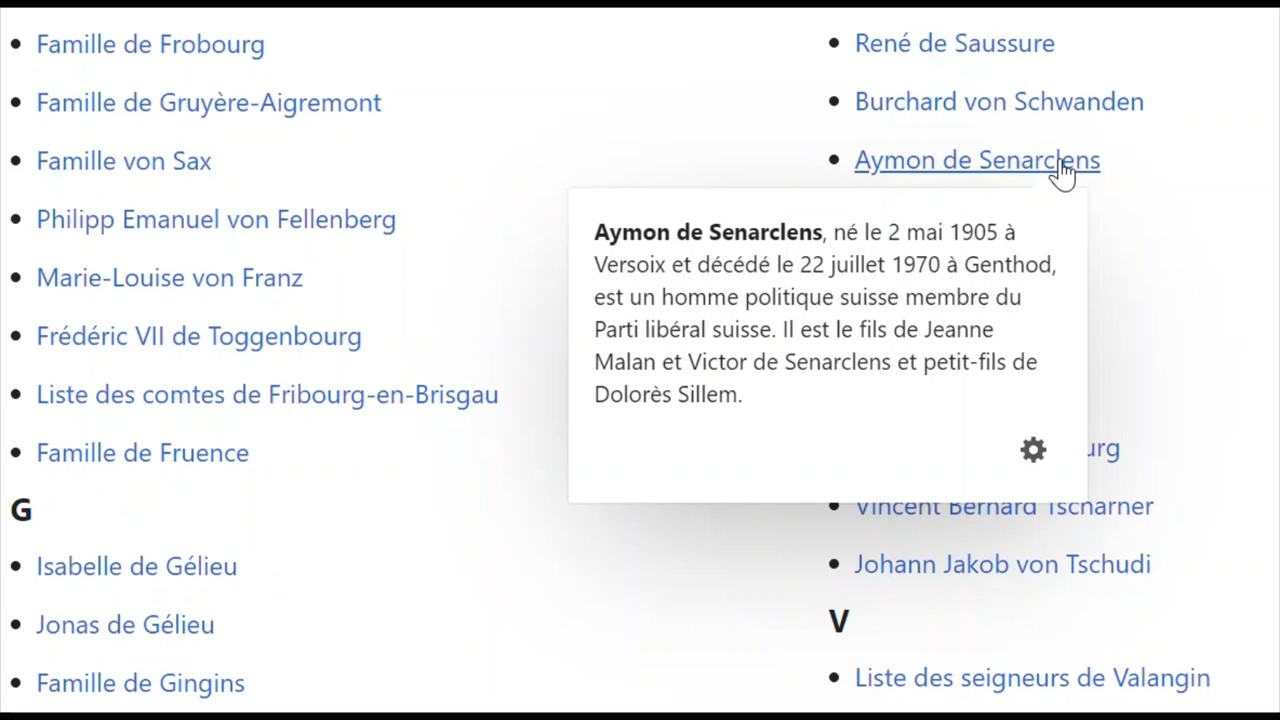 Famille de Frobourg
Famille de Gruyère-Aigremont
Famille von Sax
Philipp Emanuel von Fellenberg
Marie-Louise von Franz
Frédéric VII de Toggenbourg
Liste des comtes de Fribourg-en-Brisgau
Famille de Fruence
G
Isabelle de Gélieu
Jonas de Gélieu
Famille de Gingins
René de Saussure
Burchard von Schwanden
Aymon de Senarclens
Aymon de Senarclens, né le 2 mai 1905 à
Versoix et décédé le 22 juillet 1970 à Genthod,
est un homme politique suisse membre du
Parti libéral suisse. Il est le fils de Jeanne
Malan et Victor de Senarclens et petit-fils de
Dolorès Sillem.
Vincent Bernard Tscharner
Johann Jakob von Tschudi
V
Liste des seigneurs de Valangin